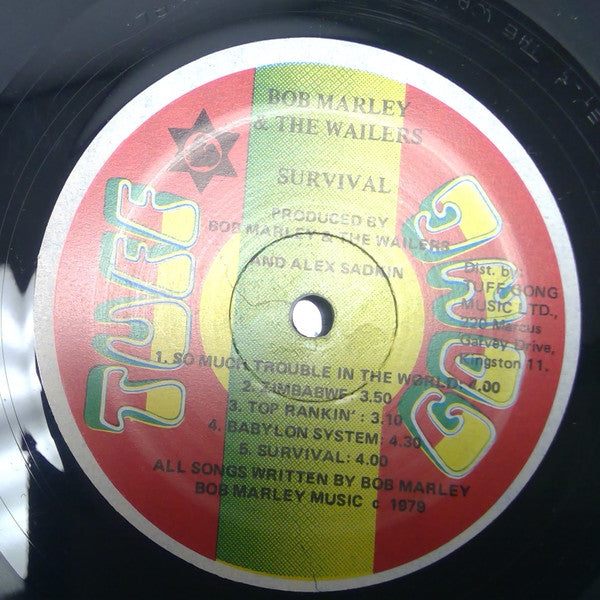 BOB MARLEY
& THE WAILERS
SURVIVAL
PRODUCED BY
BOB MARLEY & THE WAILERS
AND ALEX SADKIN
TUFF
GONG
Dist. by:
TUFF GONG
MUSIC LTD.,
220 Marcus
Garvey Drive,
Kingston 11.
1. SO MUCH TROUBLE IN THE WORLD: 4.00
2. ZIMBABWE: 3.50
3. TOP RANKIN': 3.10
4. BABYLON SYSTEM: 4.30
5. SURVIVAL: 4.00
ALL SONGS WRITTEN BY BOB MARLEY
BOB MARLEY MUSIC c 1979